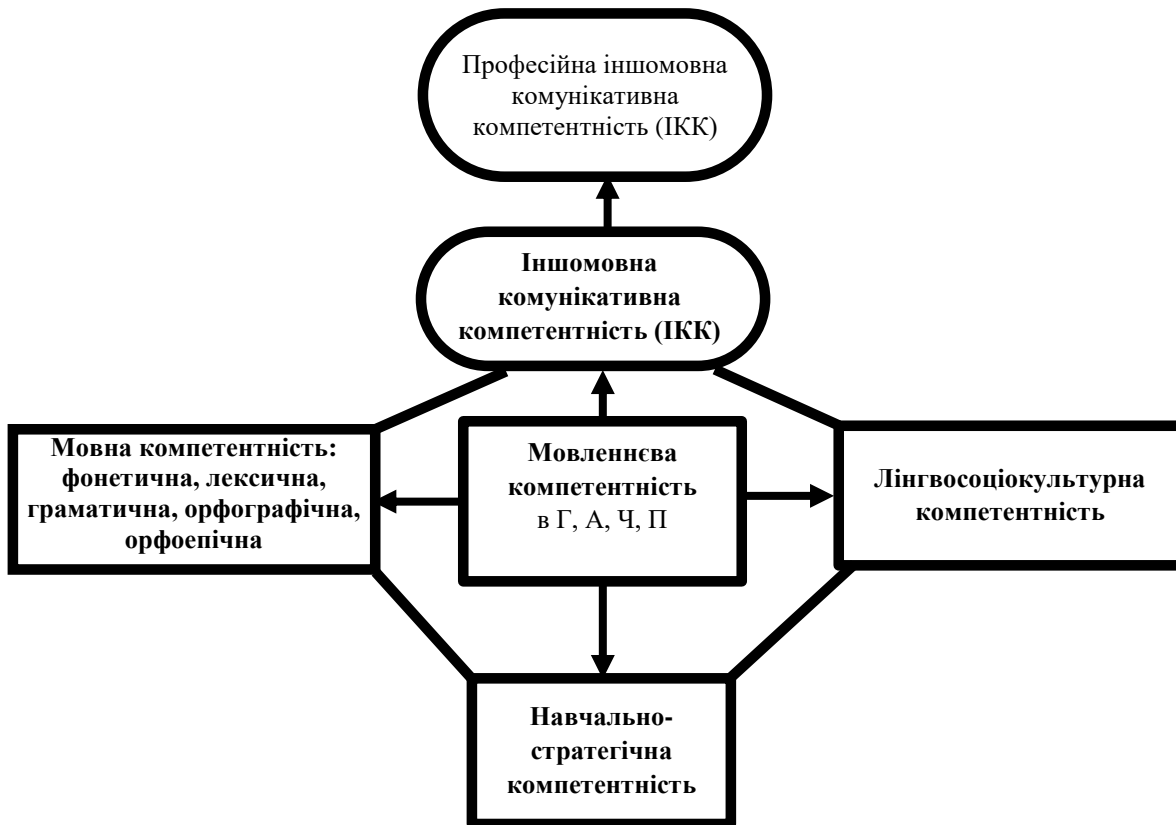 Професійна іншомовна
комунікативна
компетентність (ІКК)
Іншомовна
комунікативна
компетентність (ІКК)
Мовна компетентність:
фонетична, лексична,
граматична, орфографічна,
орфоепічна
Мовленнєва
компетентність
в Г, А, Ч, П
Лінгвосоціокультурна
компетентність
Навчально-
стратегічна
компетентність